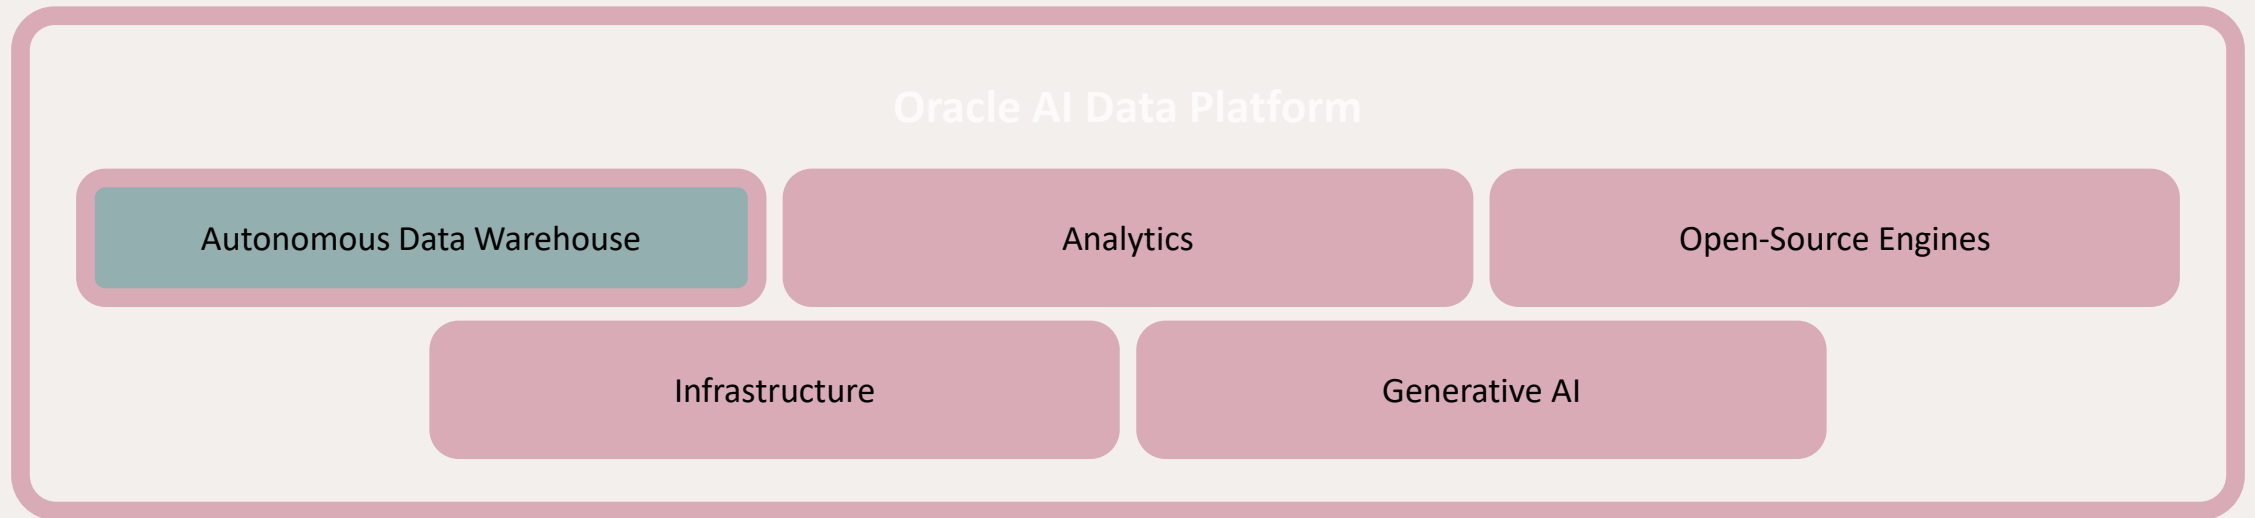 Oracle AI Data Platform
Autonomous Data Warehouse
Analytics
Open-Source Engines
Infrastructure
Generative AI